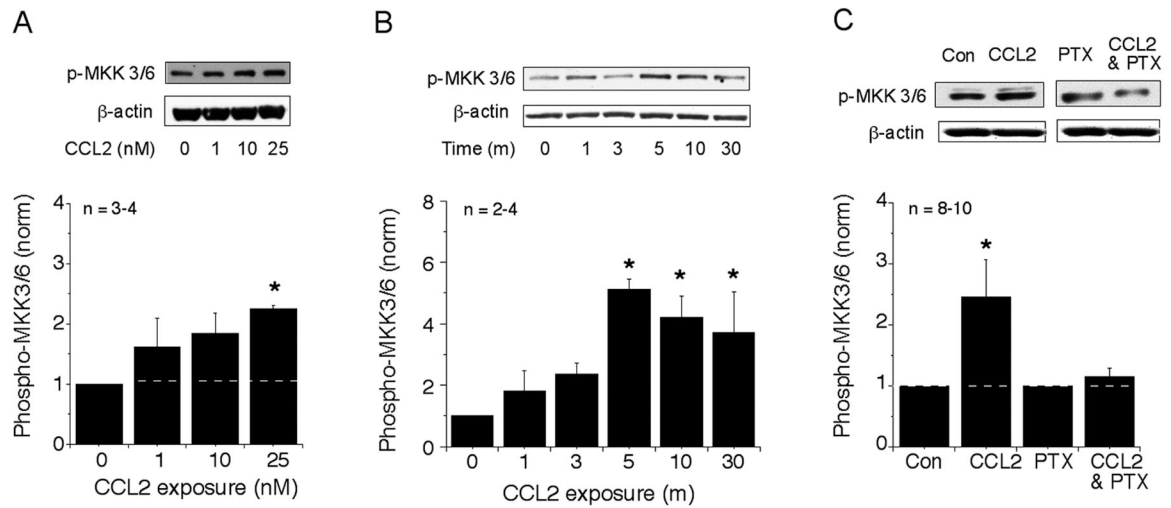 A
p-MKK 3/6
β-actin
CCL2 (nM) 0 1 10 25
Phospho-MKK3/6 (norm)
4
3
2
1
0
n = 3-4
*
0 1 10 25
CCL2 exposure (nM)
B
p-MKK 3/6
β-actin
Time (m) 0 1 3 5 10 30
Phospho-MKK3/6 (norm)
8
6
4
2
0
n = 2-4
* * *
0 1 3 5 10 30
CCL2 exposure (m)
C
Con CCL2 PTX CCL2
& PTX
p-MKK 3/6
β-actin
Phospho-MKK3/6 (norm)
4
3
2
1
0
n = 8-10
*
Con CCL2 PTX CCL2
& PTX